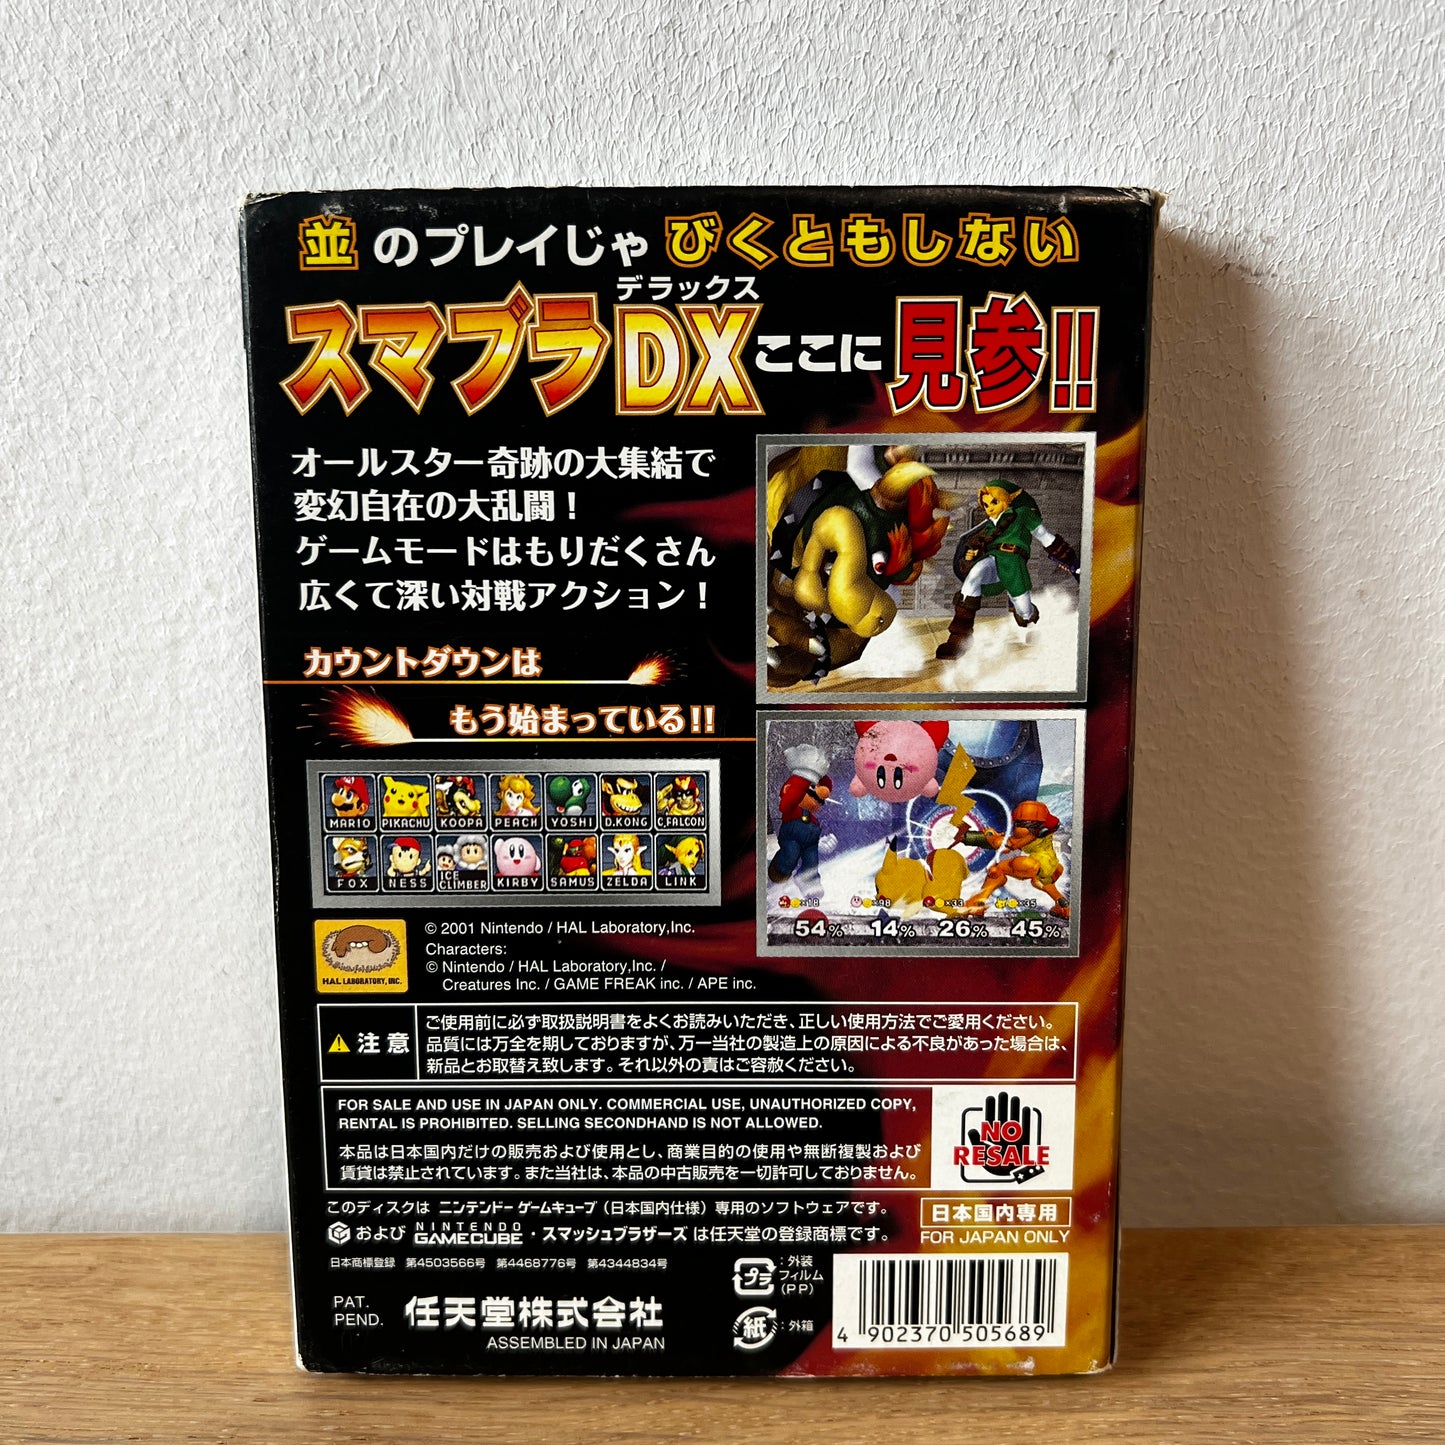 並のプレイじゃびくともしない
デラックス
スマブラDXここに見参!!
オールスター奇跡の大集結で
変幻自在の大乱闘！
ゲームモードはもりだくさん
広くて深い対戦アクション！
カウントダウンは
もう始まっている!!
MARIO PIKACHU KOOPA PEACH YOSHI D.KONG C.FALCON
FOX NESS ICE CLIMBER KIRBY SAMUS ZELDA LINK
×18 ×98 ×33 ×35
54% 14% 26% 45%
HAL LABORATORY, INC.
© 2001 Nintendo / HAL Laboratory,Inc.
Characters:
© Nintendo / HAL Laboratory,Inc. /
Creatures Inc. / GAME FREAK inc. / APE inc.
注意
ご使用前に必ず取扱説明書をよくお読みいただき、正しい使用方法でご愛用ください。
品質には万全を期しておりますが、万一当社の製造上の原因による不良があった場合は、
新品とお取替え致します。それ以外の責はご容赦ください。
FOR SALE AND USE IN JAPAN ONLY. COMMERCIAL USE, UNAUTHORIZED COPY,
RENTAL IS PROHIBITED. SELLING SECONDHAND IS NOT ALLOWED.
本品は日本国内だけの販売および使用とし、商業目的の使用や無断複製および
賃貸は禁止されています。また当社は、本品の中古販売を一切許可しておりません。
NO
RESALE
このディスクは ニンテンドーゲームキューブ（日本国内仕様）専用のソフトウェアです。
および NINTENDO GAMECUBE・スマッシュブラザーズ は任天堂の登録商標です。
日本国内専用
FOR JAPAN ONLY
日本商標登録 第4503566号 第4468776号 第4344834号
PAT.
PEND.
任天堂株式会社
ASSEMBLED IN JAPAN
プラ
：外装
フィルム
(PP)
紙
：外箱
4 902370 505689